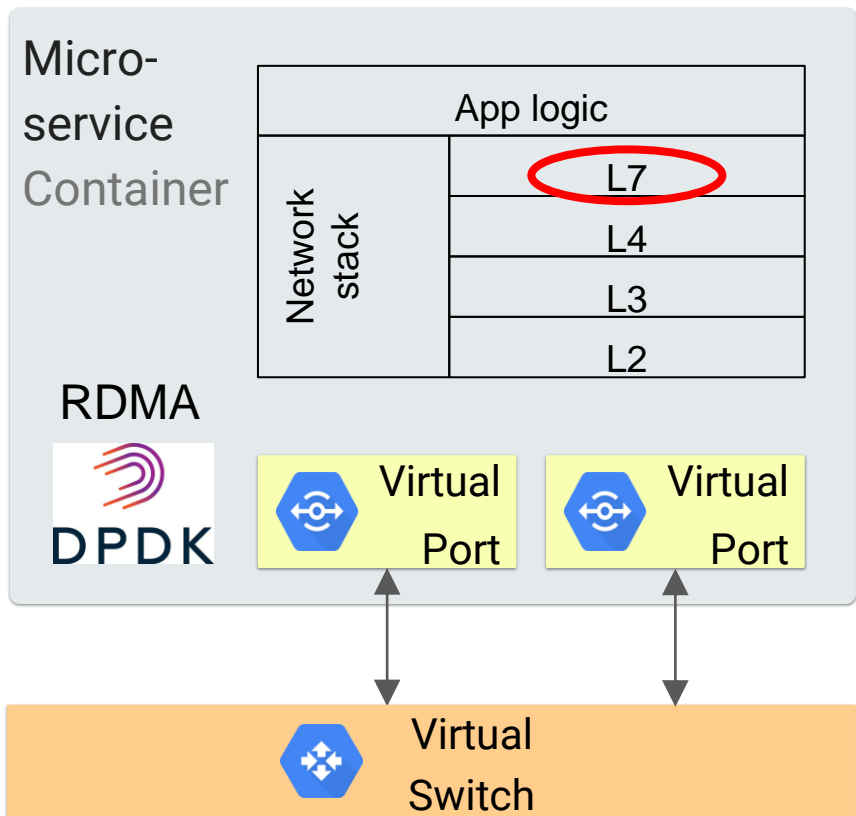 Micro-
service
Container
App logic
Network
stack
L7
L4
L3
L2
RDMA
DPDK
Virtual
Port
Virtual
Port
Virtual
Switch